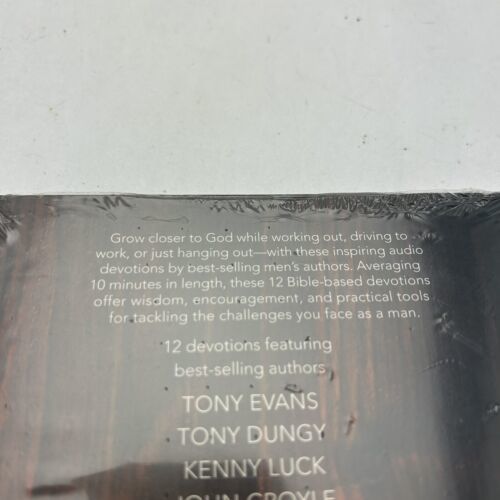 Grow closer to God while working out, driving to
work, or just hanging out—with these inspiring audio
devotions by best-selling men's authors. Averaging
10 minutes in length, these 12 Bible-based devotions
offer wisdom, encouragement, and practical tools
for tackling the challenges you face as a man.
12 devotions featuring
best-selling authors
TONY EVANS
TONY DUNGY
KENNY LUCK
JOHN CROYLE